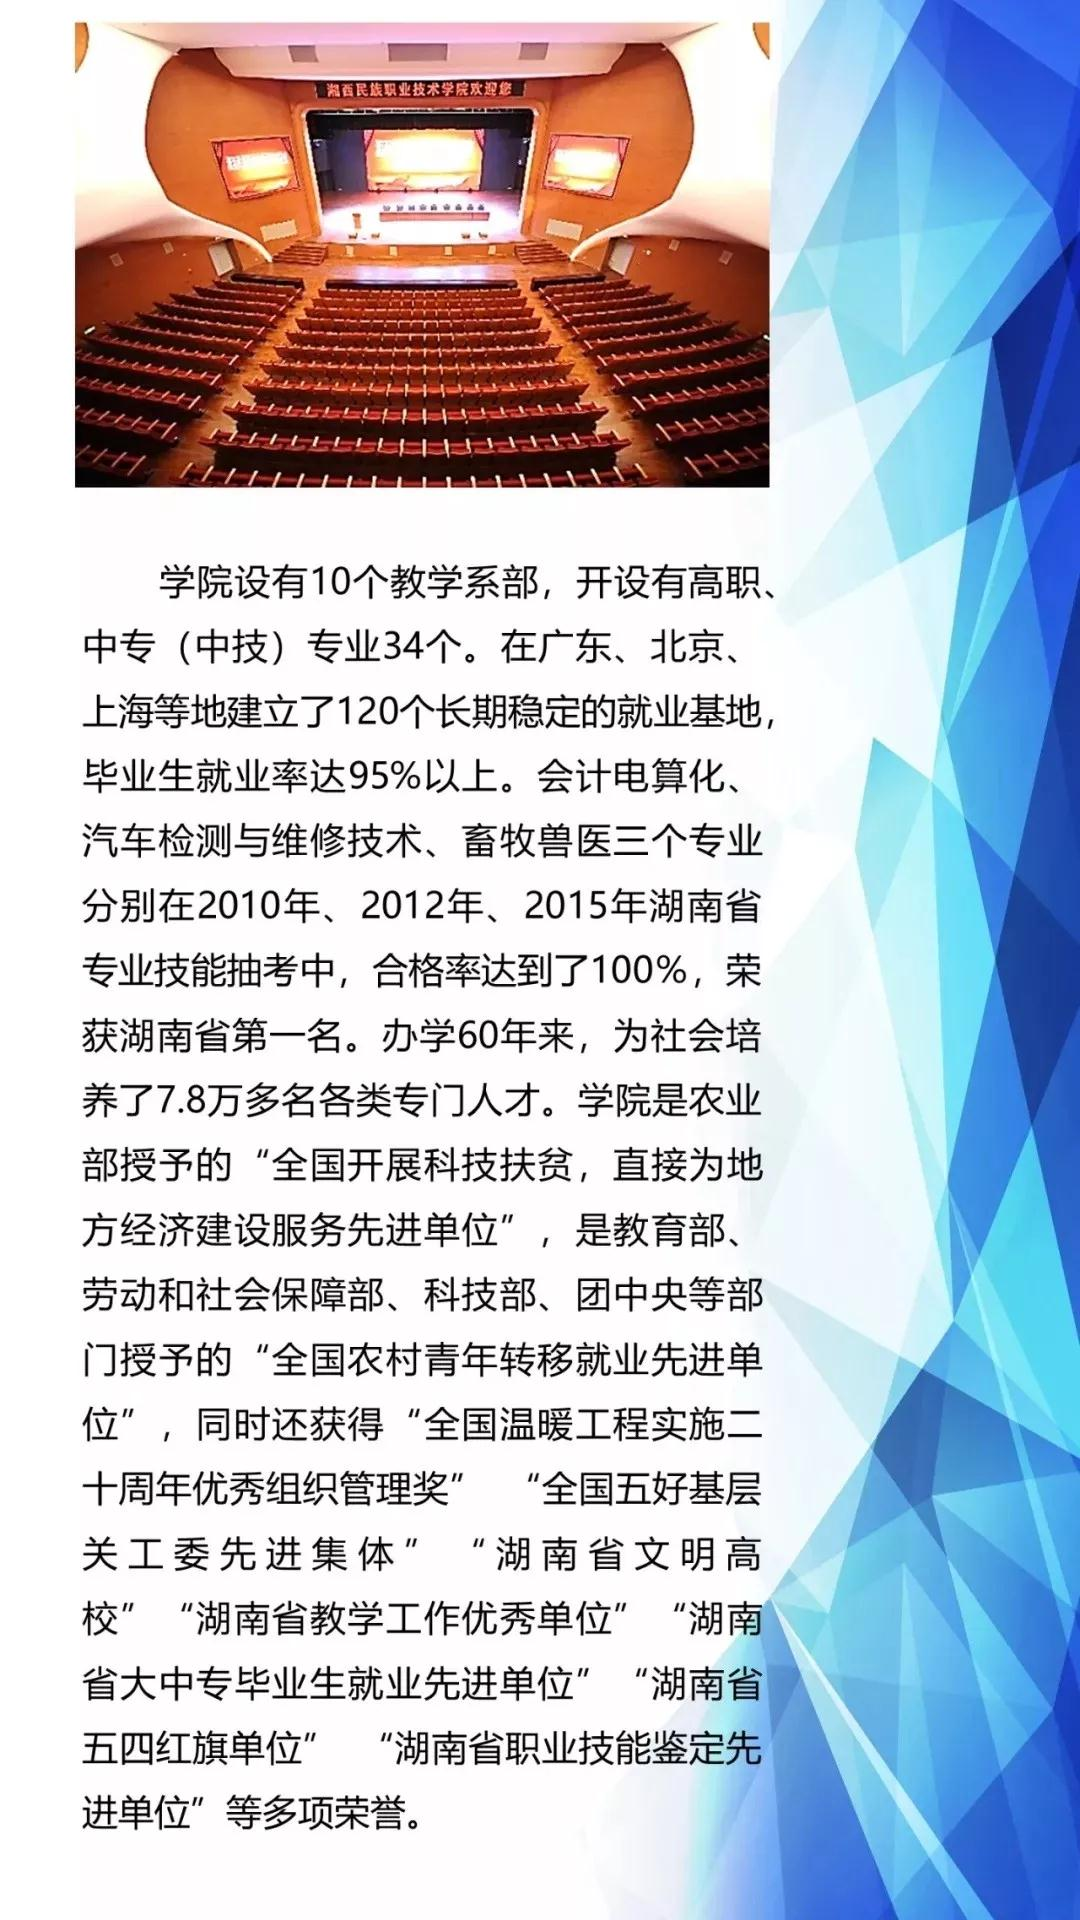 湘西民族职业技术学院欢迎您
学院设有10个教学系部，开设有高职、
中专（中技）专业34个。在广东、北京、
上海等地建立了120个长期稳定的就业基地，
毕业生就业率达95%以上。会计电算化、
汽车检测与维修技术、畜牧兽医三个专业
分别在2010年、2012年、2015年湖南省
专业技能抽考中，合格率达到了100%，荣
获湖南省第一名。办学60年来，为社会培
养了7.8万多名各类专门人才。学院是农业
部授予的“全国开展科技扶贫，直接为地
方经济建设服务先进单位”，是教育部、
劳动和社会保障部、科技部、团中央等部
门授予的“全国农村青年转移就业先进单
位”，同时还获得“全国温暖工程实施二
十周年优秀组织管理奖” “全国五好基层
关工委先进集体” “湖南省文明高
校” “湖南省教学工作优秀单位” “湖南
省大中专毕业生就业先进单位” “湖南省
五四红旗单位” “湖南省职业技能鉴定先
进单位”等多项荣誉。